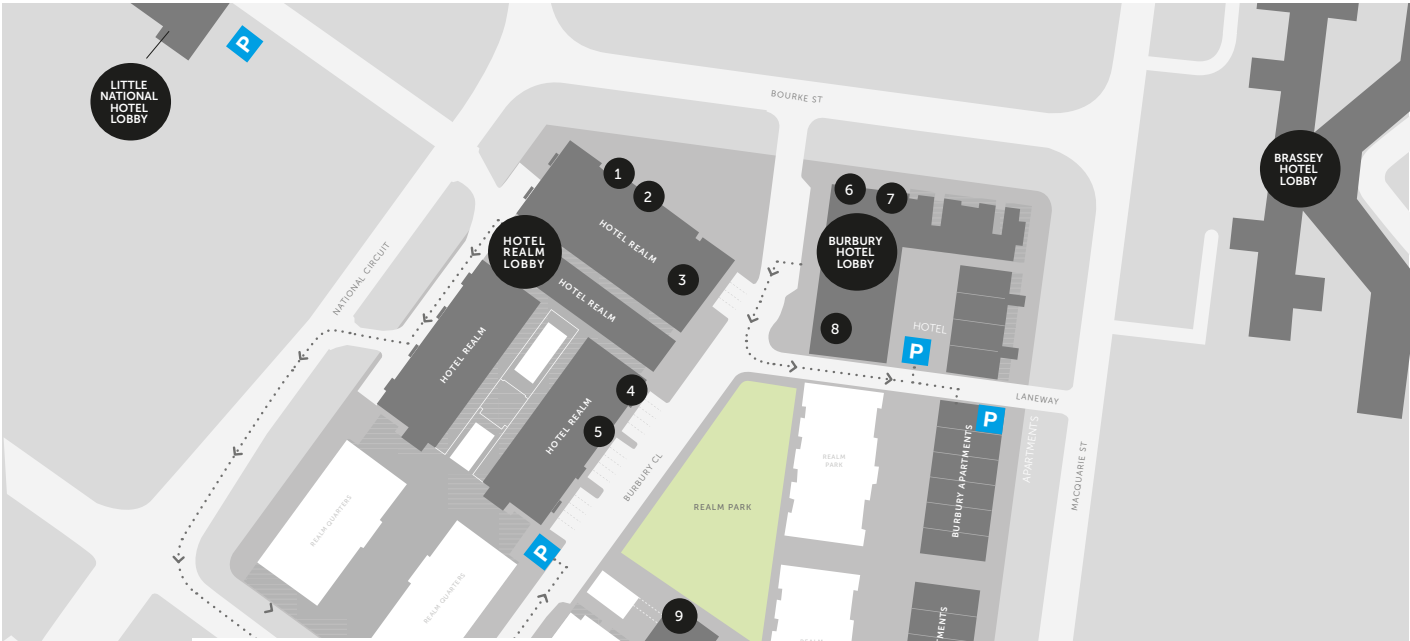 P
LITTLE
NATIONAL
HOTEL
LOBBY
BOURKE ST
BRASSEY
HOTEL
LOBBY
1
2
6
7
HOTEL
REALM
LOBBY
HOTEL REALM
3
BURBURY
HOTEL
LOBBY
NATIONAL CIRCUIT
HOTEL REALM
8
HOTEL
P
HOTEL REALM
4
HOTEL REALM
5
LANEWAY
P
REALM
PARK
BURBURY APARTMENTS
APARTMENTS
MACQUARIE ST
BURBURY CL
REALM PARK
REALM QUARTERS
P
REALM QUARTERS
9
MENTS